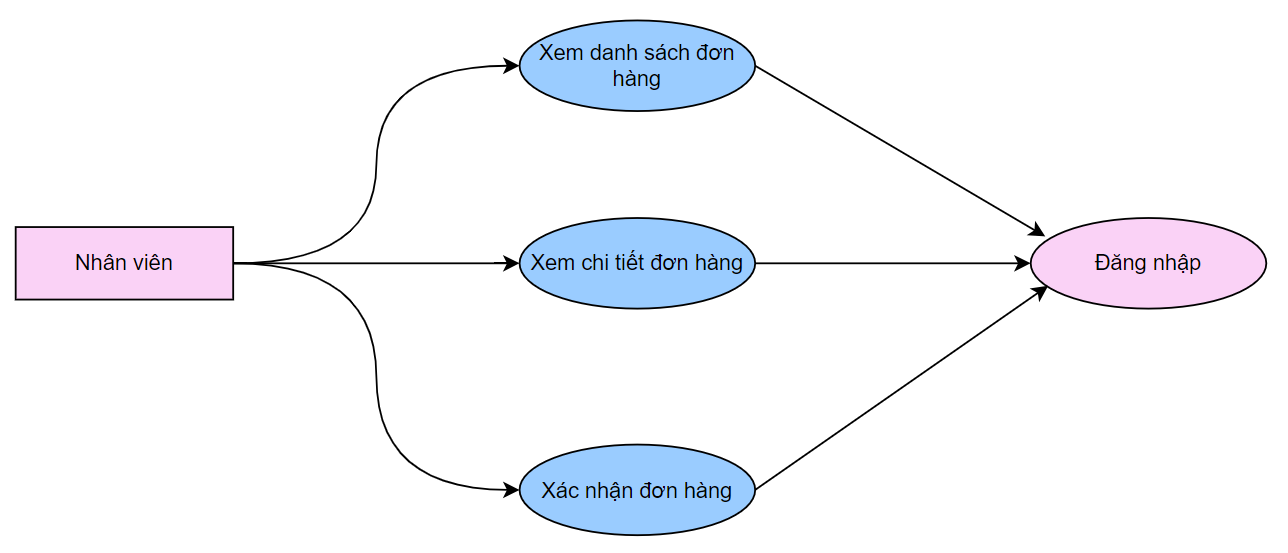 Xem danh sách đơn
hàng
Nhân viên
Xem chi tiết đơn hàng
Đăng nhập
Xác nhận đơn hàng